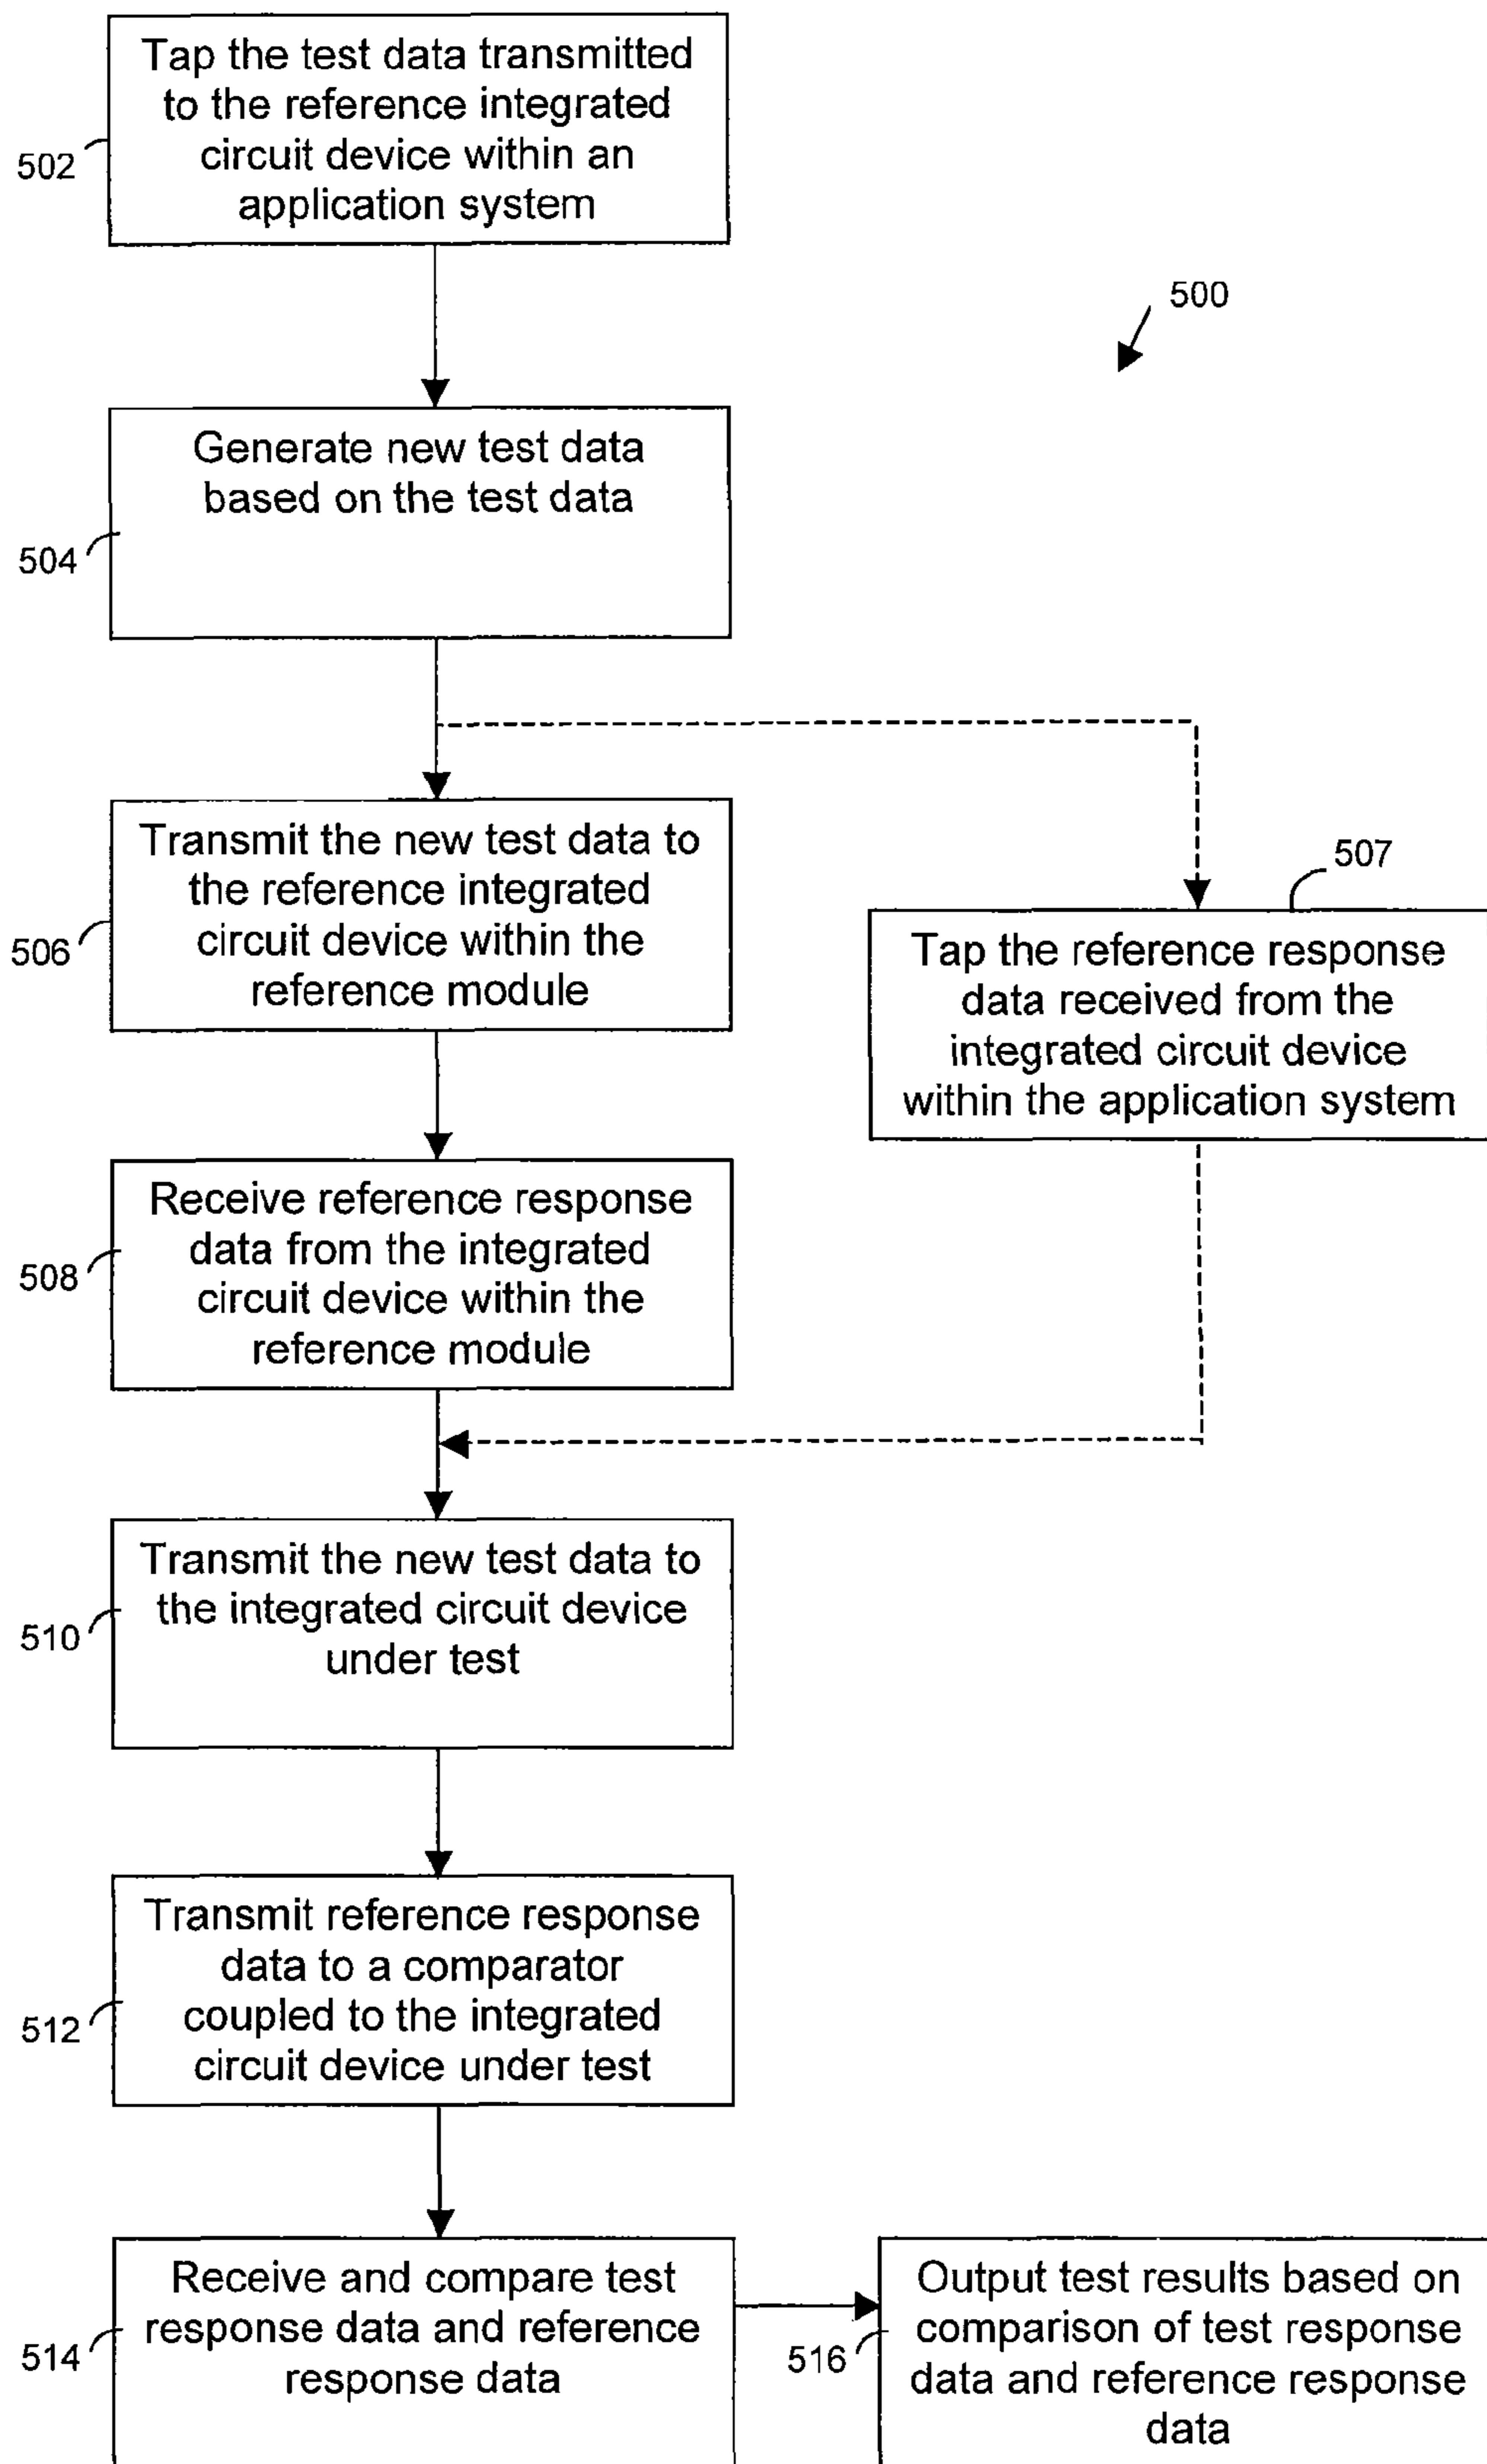 Tap the test data transmitted
to the reference integrated
circuit device within an
application system
502
500
Generate new test data
based on the test data
504
Transmit the new test data to
the reference integrated
circuit device within the
reference module
506
507
Tap the reference response
data received from the
integrated circuit device
within the application system
Receive reference response
data from the integrated
circuit device within the
reference module
508
Transmit the new test data to
the integrated circuit device
under test
510
Transmit reference response
data to a comparator
coupled to the integrated
circuit device under test
512
Receive and compare test
response data and reference
response data
514
Output test results based on
comparison of test response
data and reference response
data
516